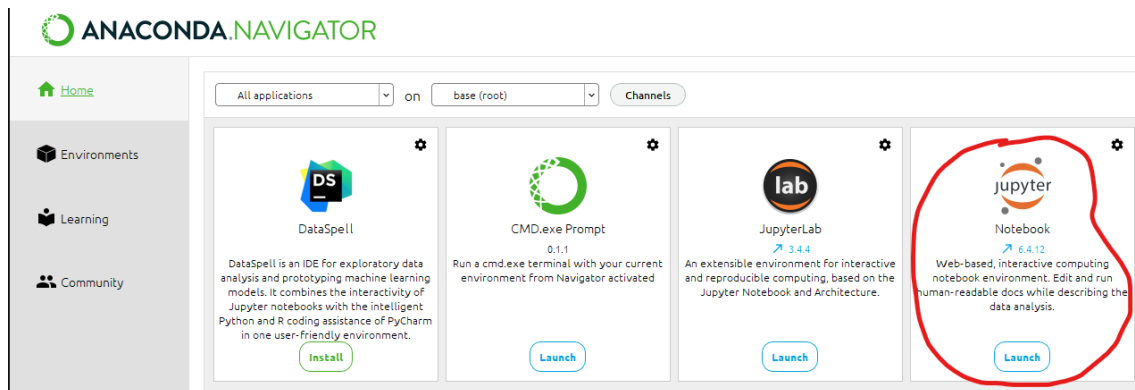 ANACONDA.NAVIGATOR
Home
Environments
Learning
Community
All applications
on
base (root)
Channels
DS
DataSpell
DataSpell is an IDE for exploratory data
analysis and prototyping machine learning
models. It combines the interactivity of
Jupyter notebooks with the intelligent
Python and R coding assistance of PyCharm
in one user-friendly environment.
Install
CMD.exe Prompt
0.1.1
Run a cmd.exe terminal with your current
environment from Navigator activated
Launch
lab
JupyterLab
3.4.4
An extensible environment for interactive
and reproducible computing, based on the
Jupyter Notebook and Architecture.
Launch
jupyter
Notebook
6.4.12
Web-based, interactive computing
notebook environment. Edit and run
human-readable docs while describing the
data analysis.
Launch